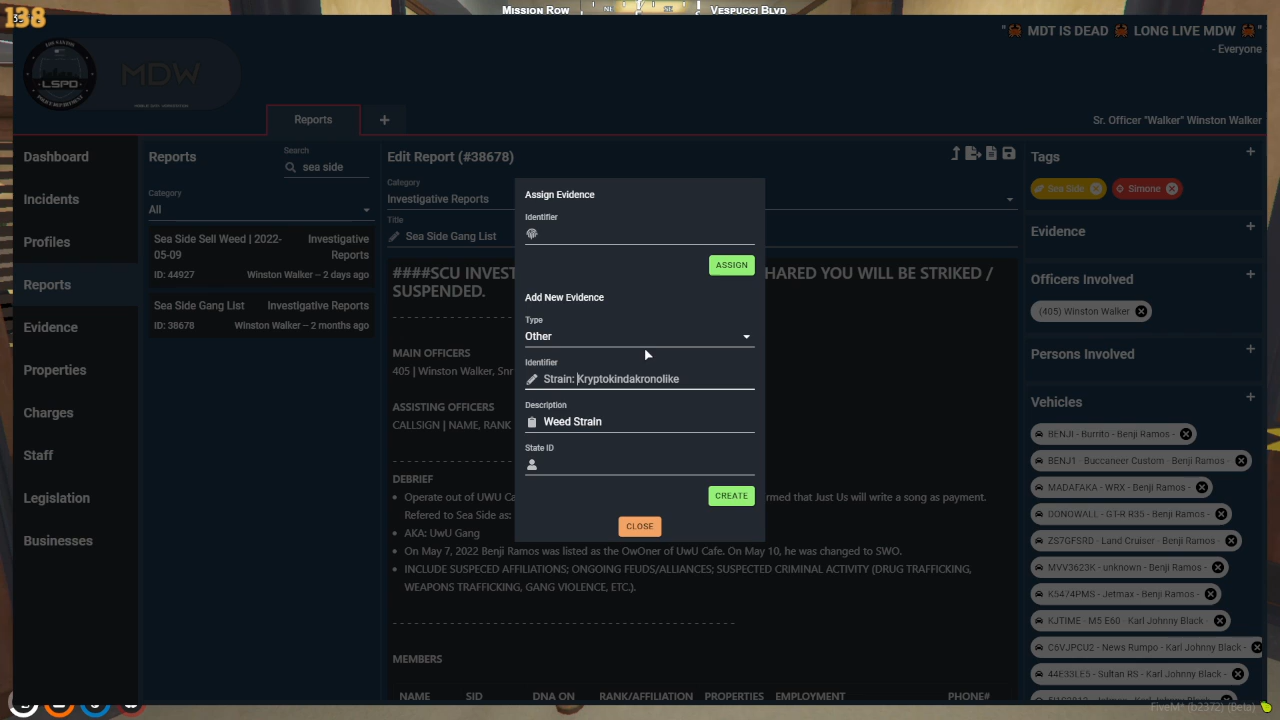 138
Mission Row
NE
SE
Vespucci Blvd
LSPD
MDW
" MDT IS DEAD LONG LIVE MDW "
- Everyone
Reports
+
Sr. Officer "Walker" Winston Walker
Dashboard
Incidents
Profiles
Reports
Evidence
Properties
Charges
Staff
Legislation
Businesses
Reports
Search
sea side
Category
All
Sea Side Sell Weed | 2022-05-09
Investigative Reports
ID: 44927
Winston Walker – 2 days ago
Sea Side Gang List
Investigative Reports
ID: 38678
Winston Walker – 2 months ago
Edit Report (#38678)
Category
Investigative Reports
Title
Sea Side Gang List
####SCU INVEST
HARED YOU WILL BE STRIKED /
SUSPENDED.
MAIN OFFICERS
405 | Winston Walker, Snr
ASSISTING OFFICERS
CALLSIGN | NAME, RANK
DEBRIEF
Operate out of UWU Ca
rmed that Just Us will write a song as payment.
Refered to Sea Side as:
AKA: UwU Gang
On May 7, 2022 Benji Ramos was listed as the OwOner of UwU Cafe. On May 10, he was changed to SWO.
INCLUDE SUSPECED AFFILIATIONS; ONGOING FEUDS/ALLIANCES; SUSPECTED CRIMINAL ACTIVITY (DRUG TRAFFICKING,
WEAPONS TRAFFICKING, GANG VIOLENCE, ETC.).
MEMBERS
NAME SID DNA ON RANK/AFFILIATION PROPERTIES EMPLOYMENT PHONE#
Assign Evidence
Identifier
ASSIGN
Add New Evidence
Type
Other
Identifier
Strain: Kryptokindakronolike
Description
Weed Strain
State ID
CREATE
CLOSE
Tags
+
Sea Side
Simone
Evidence
+
Officers Involved
+
(405) Winston Walker
Persons Involved
+
Vehicles
+
BENJI - Burrito - Benji Ramos -
BENJ1 - Buccaneer Custom - Benji Ramos -
MADAFAKA - WRX - Benji Ramos -
DONOWALL - GT-R R35 - Benji Ramos -
ZS7GFSRD - Land Cruiser - Benji Ramos -
MVV3623K - unknown - Benji Ramos -
K5474PMS - Jetmax - Benji Ramos -
KJTIME - M5 E60 - Karl Johnny Black -
C6VJPCU2 - News Rumpo - Karl Johnny Black -
44E33LE5 - Sultan RS - Karl Johnny Black -
FiveM* (b2372) (Beta)